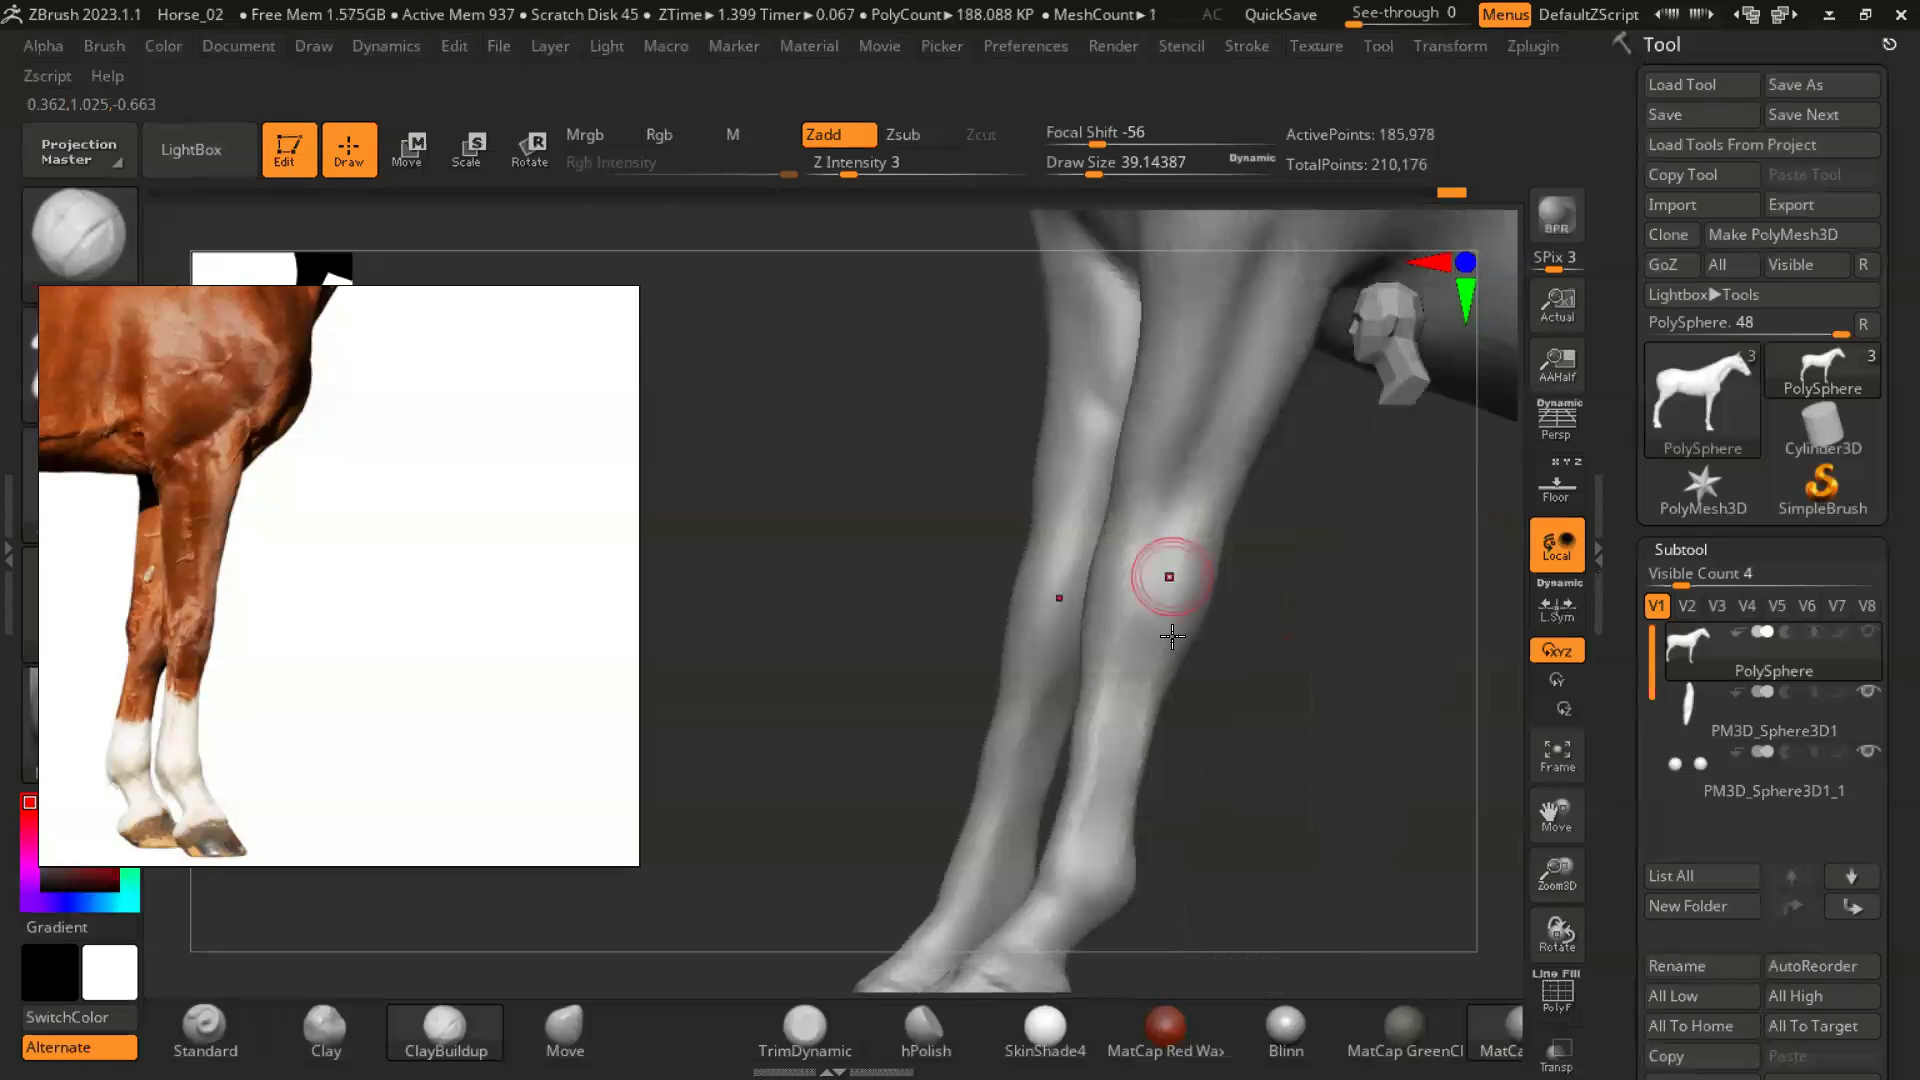 ZBrush 2023.1.1 Horse_02 • Free Mem 1.575GB • Active Mem 937 • Scratch Disk 45 • ZTime►1.399 Timer►0.067 • PolyCount►188.088 KP • MeshCount►1 AC QuickSave See-through 0 Menus DefaultZScript
Alpha Brush Color Document Draw Dynamics Edit File Layer Light Macro Marker Material Movie Picker Preferences Render Stencil Stroke Texture Tool Transform Zplugin
Zscript Help
0.362,1.025,-0.663
Projection Master
LightBox
Edit
Draw
Move
Scale
Rotate
Mrgb Rgb M
Rgb Intensity
Zadd Zsub Zcut
Z Intensity 3
Focal Shift -56
Draw Size 39.14387 Dynamic
ActivePoints: 185,978
TotalPoints: 210,176
Gradient
SwitchColor
Alternate
Standard
Clay
ClayBuildup
Move
TrimDynamic
hPolish
SkinShade4
MatCap Red Wax
Blinn
MatCap GreenCl
MatCa
BPR
SPix 3
Actual
AAHalf
Dynamic
Persp
X Y Z
Floor
Local
Dynamic
L.Sym
XYZ
Y
Z
Frame
Move
Zoom3D
Rotate
Line Fill
PolyF
Transp
Tool
Load Tool Save As
Save Save Next
Load Tools From Project
Copy Tool Paste Tool
Import Export
Clone Make PolyMesh3D
GoZ All Visible R
Lightbox►Tools
PolySphere. 48 R
3 3
PolySphere
PolySphere Cylinder3D
PolyMesh3D SimpleBrush
Subtool
Visible Count 4
V1 V2 V3 V4 V5 V6 V7 V8
PolySphere
PM3D_Sphere3D1
PM3D_Sphere3D1_1
List All
New Folder
Rename AutoReorder
All Low All High
All To Home All To Target
Copy Paste